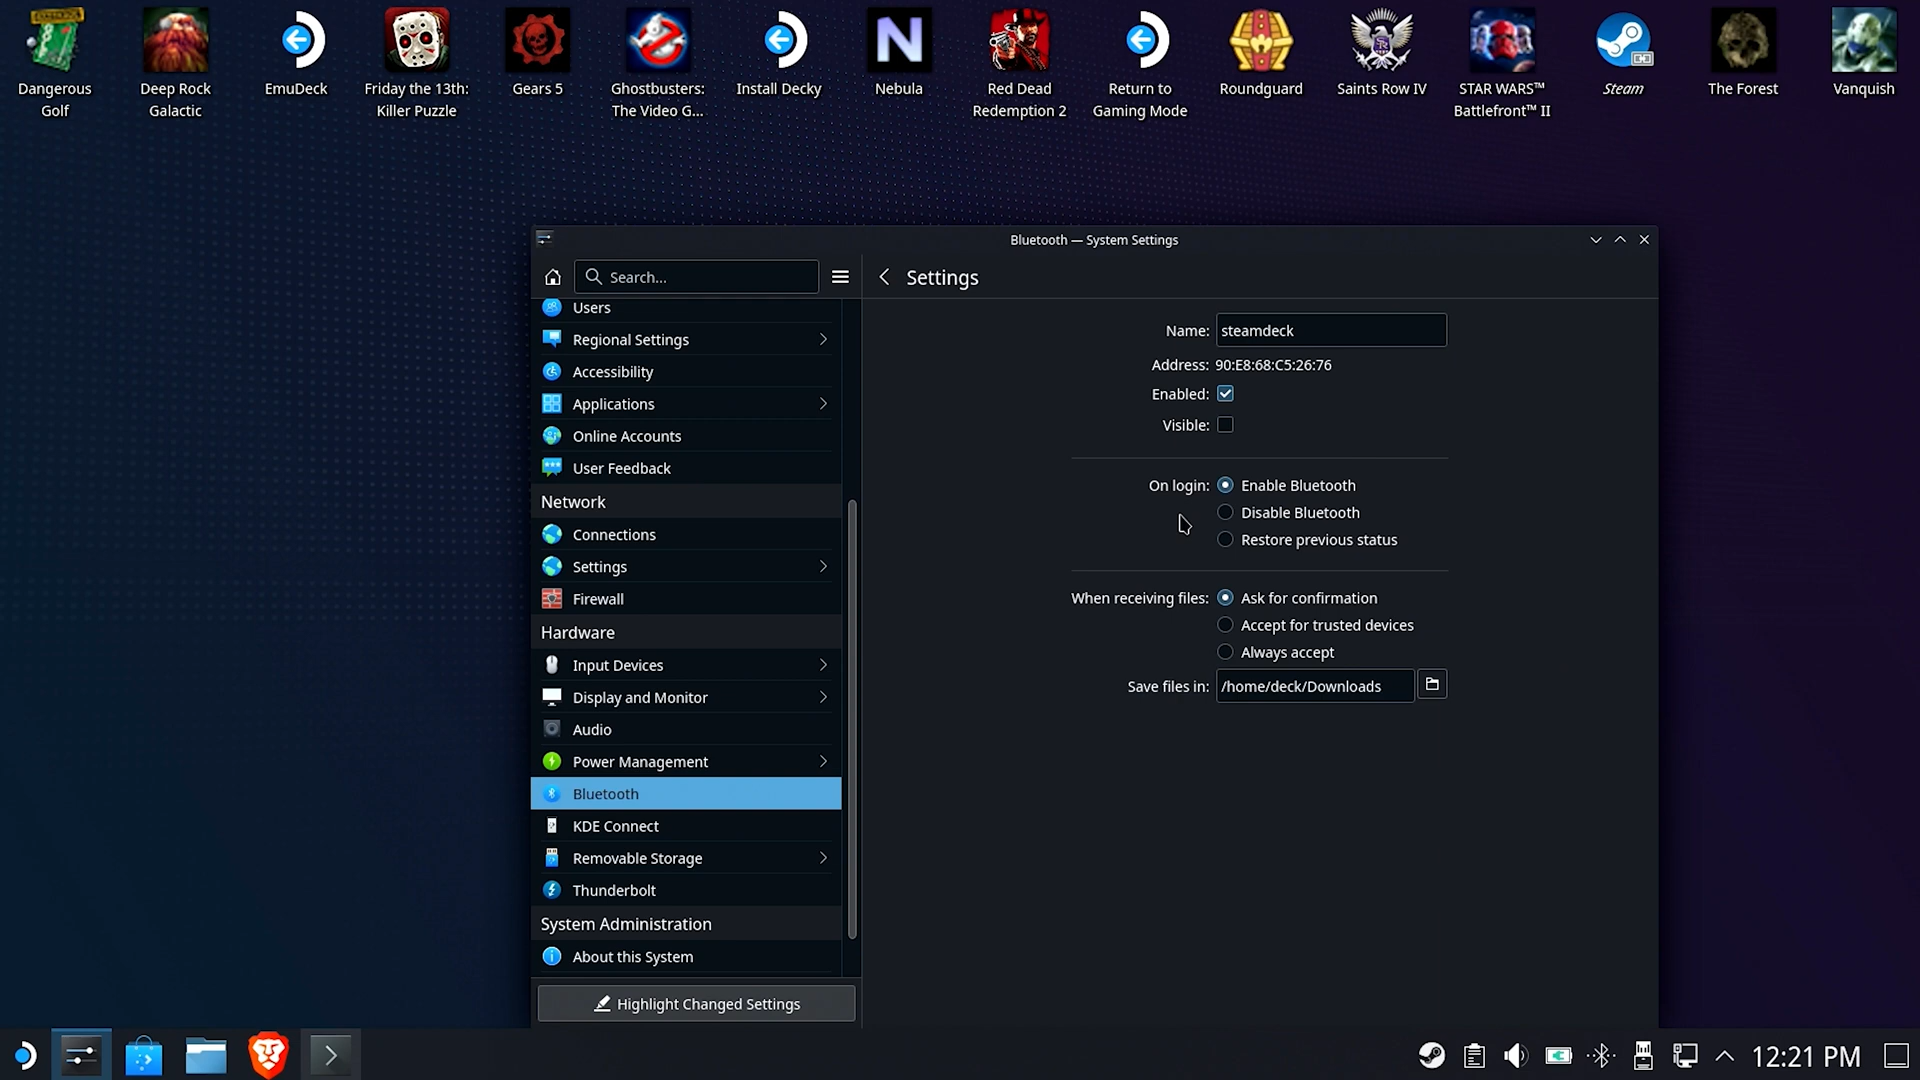 Dangerous
Golf
Deep Rock
Galactic
EmuDeck
Friday the 13th:
Killer Puzzle
Gears 5
Ghostbusters:
The Video G...
Install Decky
Nebula
Red Dead
Redemption 2
Return to
Gaming Mode
Roundguard
Saints Row IV
STAR WARS™
Battlefront™ II
Steam
The Forest
Vanquish
Bluetooth — System Settings
Search...
Settings
Users
Regional Settings
Accessibility
Applications
Online Accounts
User Feedback
Network
Connections
Settings
Firewall
Hardware
Input Devices
Display and Monitor
Audio
Power Management
Bluetooth
KDE Connect
Removable Storage
Thunderbolt
System Administration
About this System
Highlight Changed Settings
Name: steamdeck
Address: 90:E8:68:C5:26:76
Enabled:
Visible:
On login: Enable Bluetooth
Disable Bluetooth
Restore previous status
When receiving files: Ask for confirmation
Accept for trusted devices
Always accept
Save files in: /home/deck/Downloads
12:21 PM